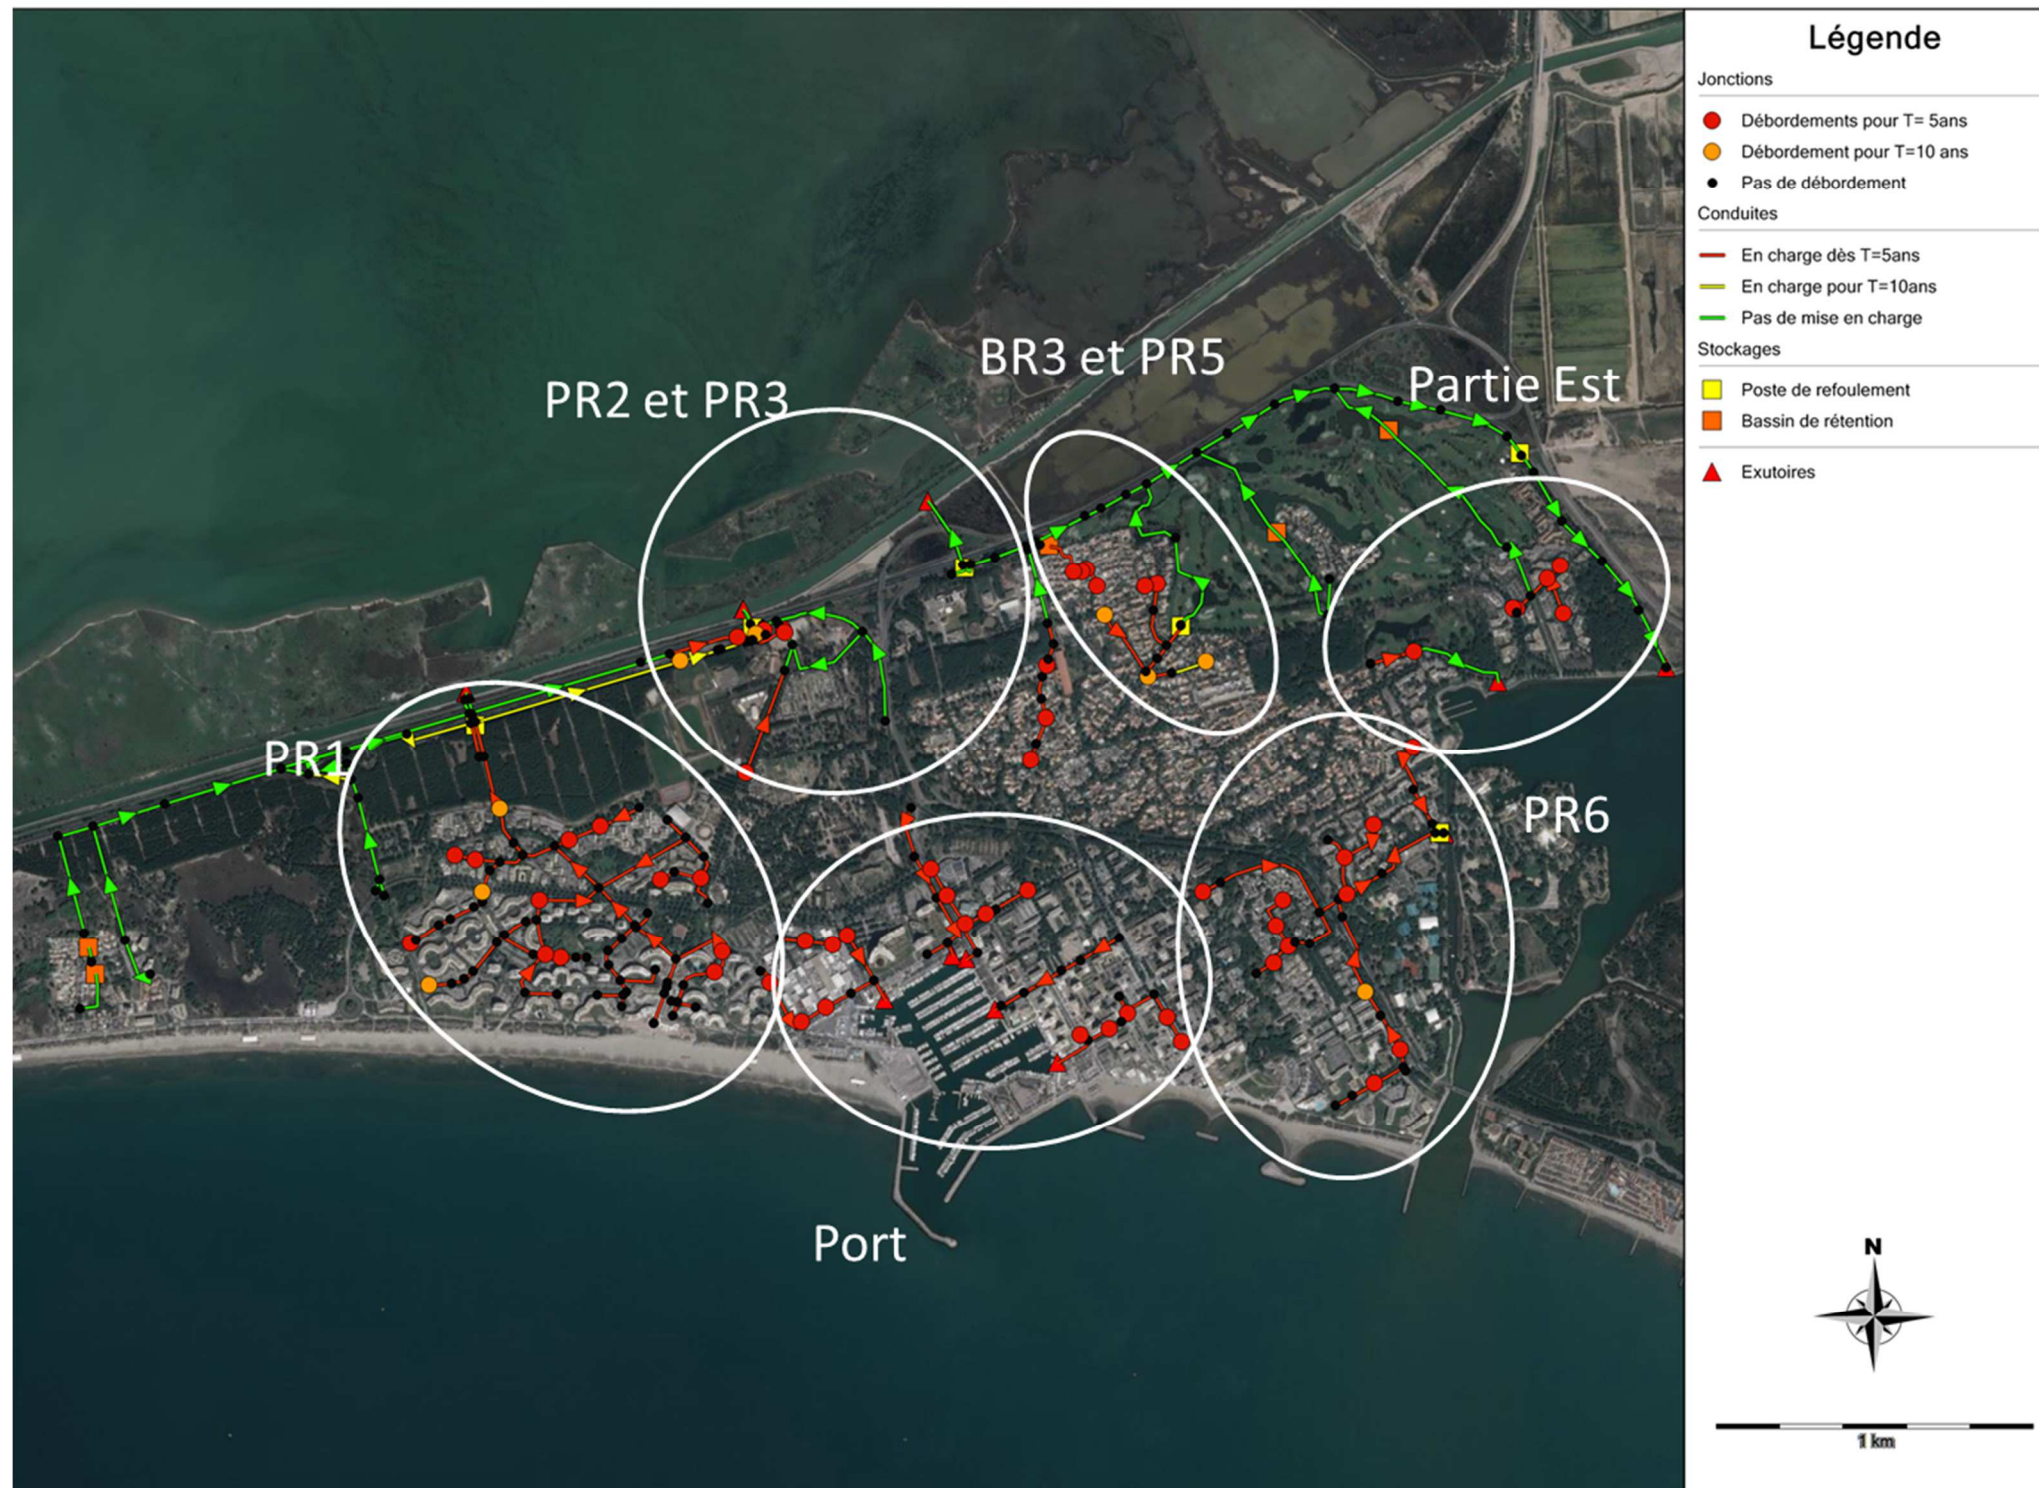 Légende
Jonctions
Débordements pour T= 5ans
Débordement pour T=10 ans
Pas de débordement
Conduites
En charge dès T=5ans
En charge pour T=10ans
Pas de mise en charge
Stockages
Poste de refoulement
Bassin de rétention
Exutoires
BR3 et PR5
Partie Est
PR2 et PR3
PR1
PR6
Port
N
1 km